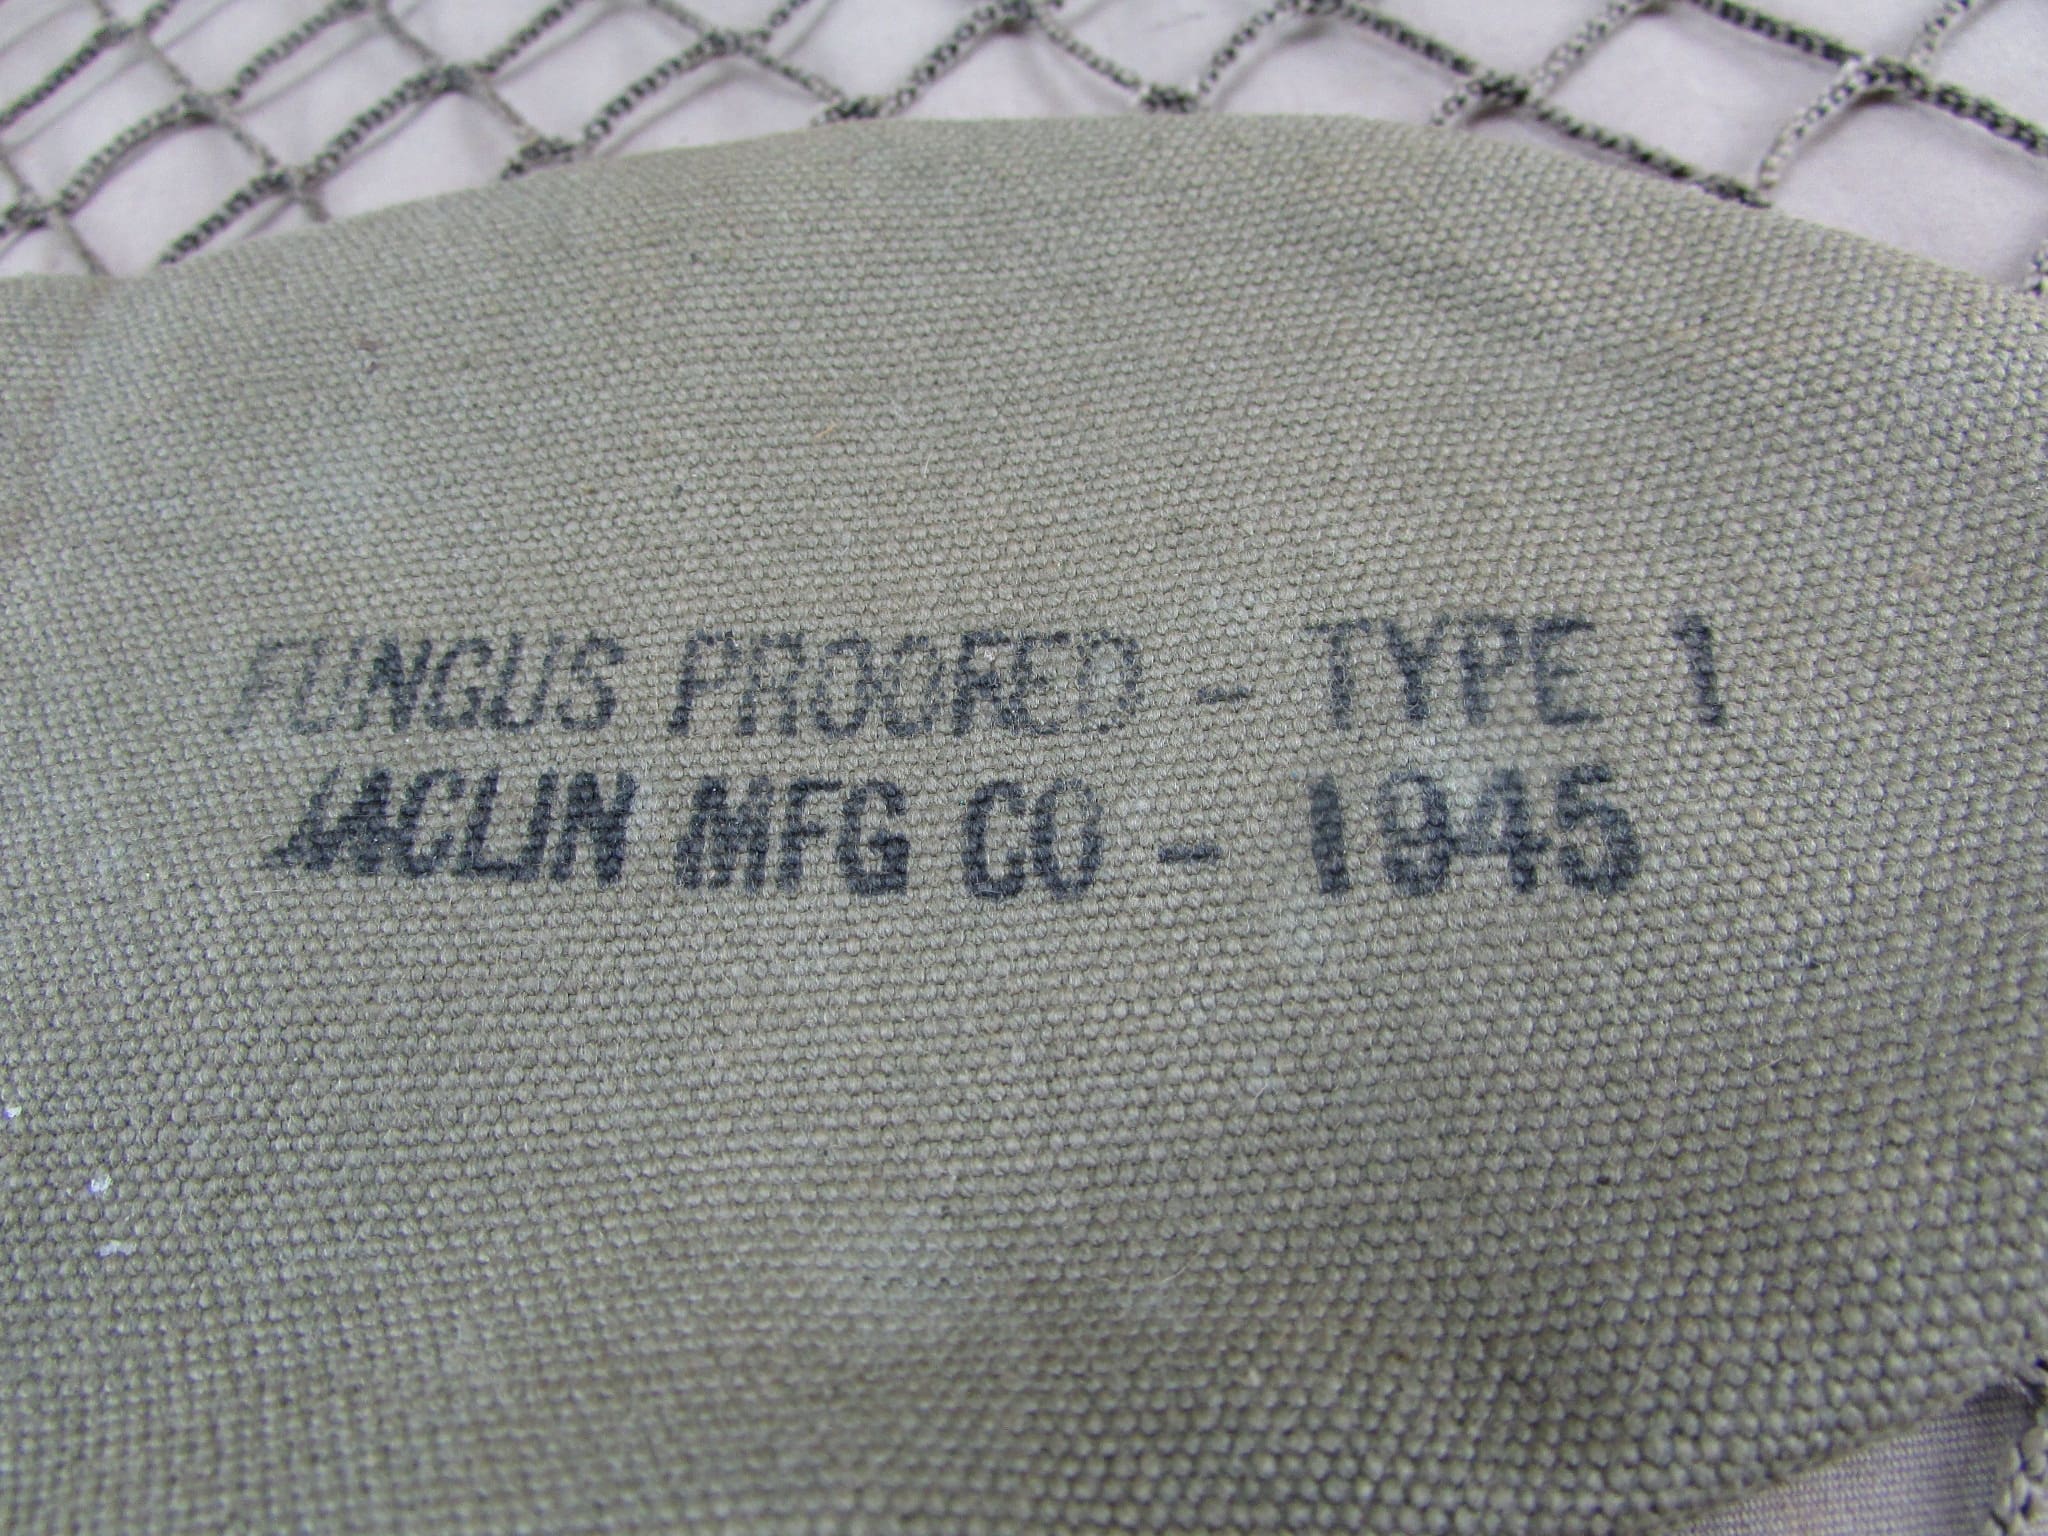 FUNGUS PROOFED - TYPE 1
JACLIN MFG CO - 1945